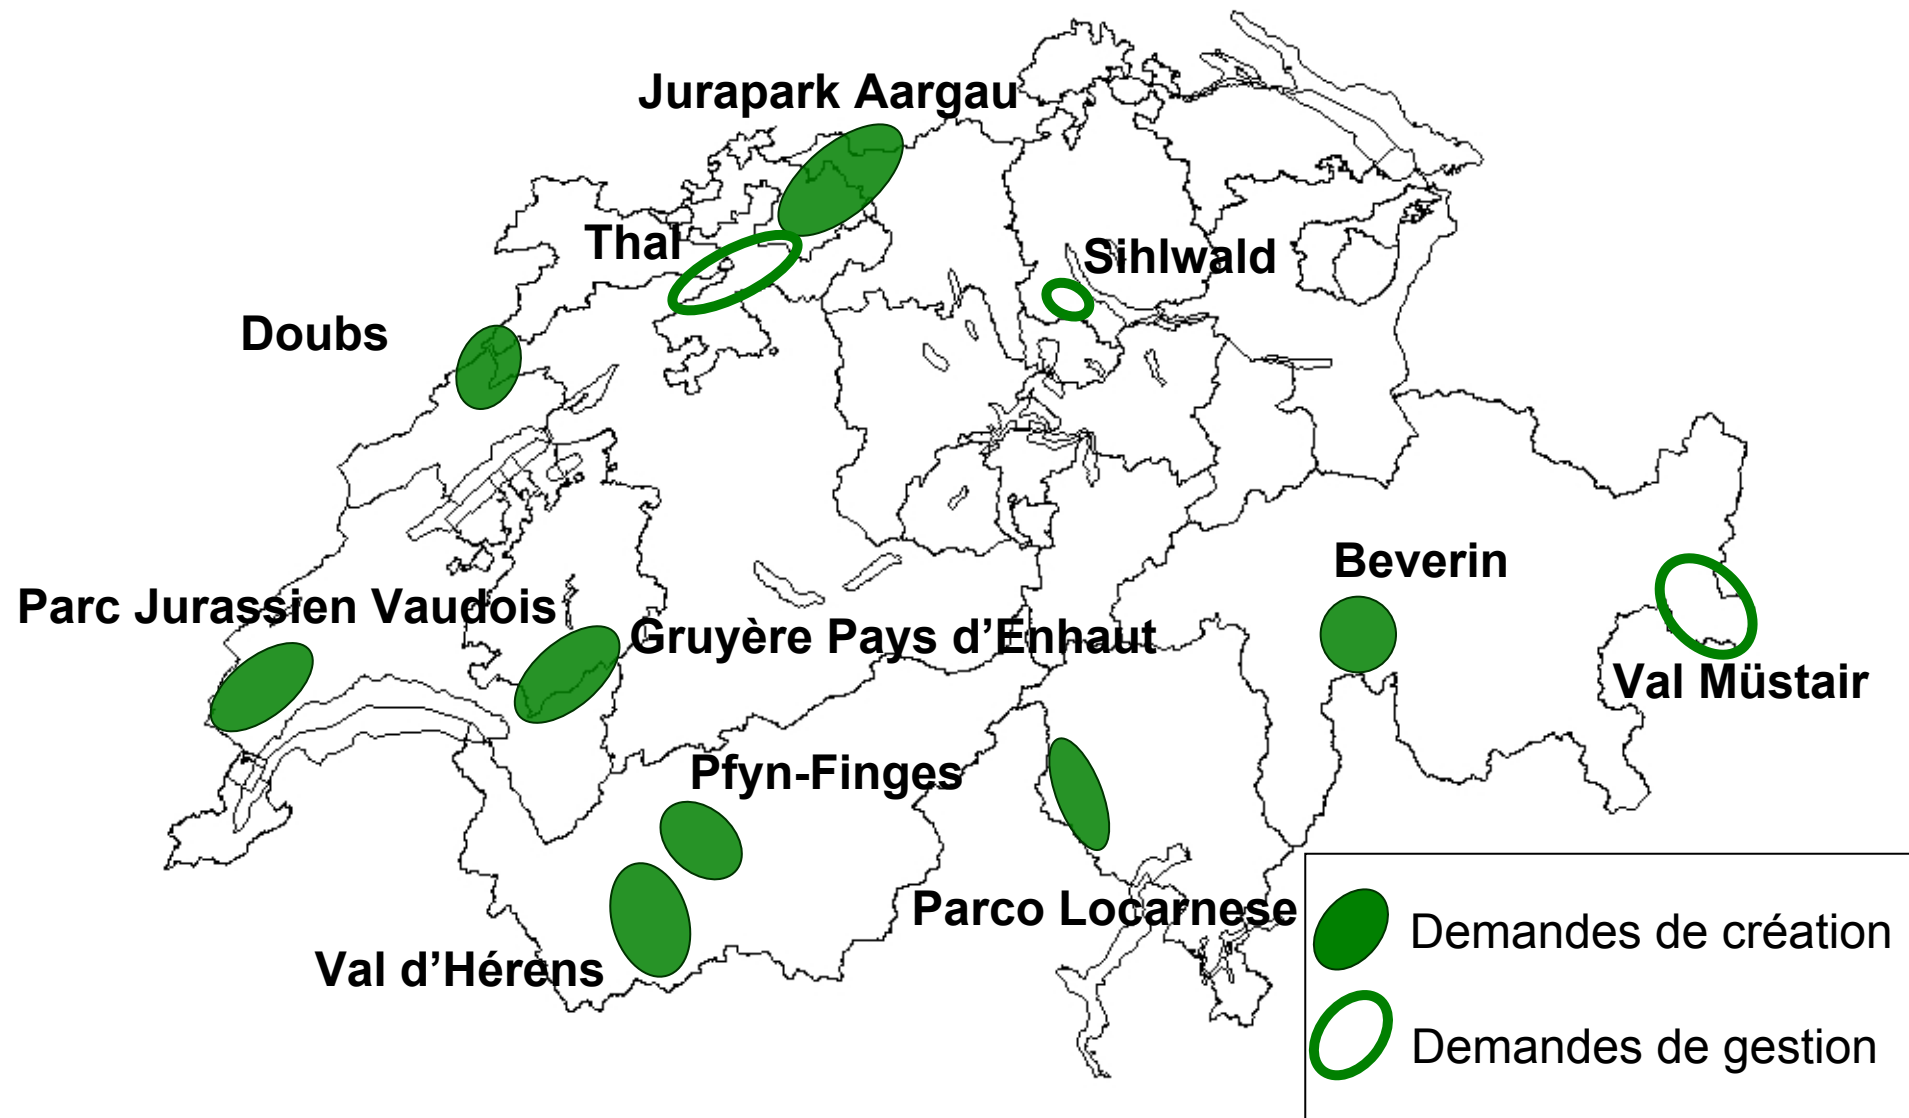 Jurapark Aargau
Thal
Sihlwald
Doubs
Beverin
Parc Jurassien Vaudois
Gruyère Pays d’Enhaut
Val Müstair
Pfyn-Finges
Parco Locarnese
Val d’Hérens
Demandes de création
Demandes de gestion